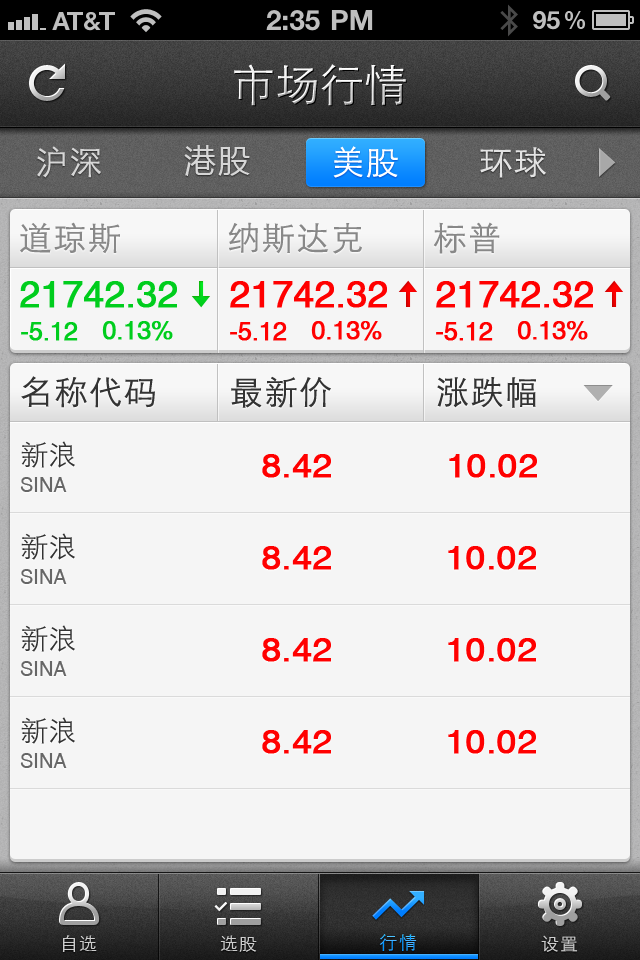 AT&T 2:35 PM 95%
市场行情
沪深 港股 美股 环球
道琼斯 纳斯达克 标普
21742.32 21742.32 21742.32
-5.12 0.13% -5.12 0.13% -5.12 0.13%
名称代码 最新价 涨跌幅
新浪 8.42 10.02
SINA
新浪 8.42 10.02
SINA
新浪 8.42 10.02
SINA
新浪 8.42 10.02
SINA
自选 选股 行情 设置